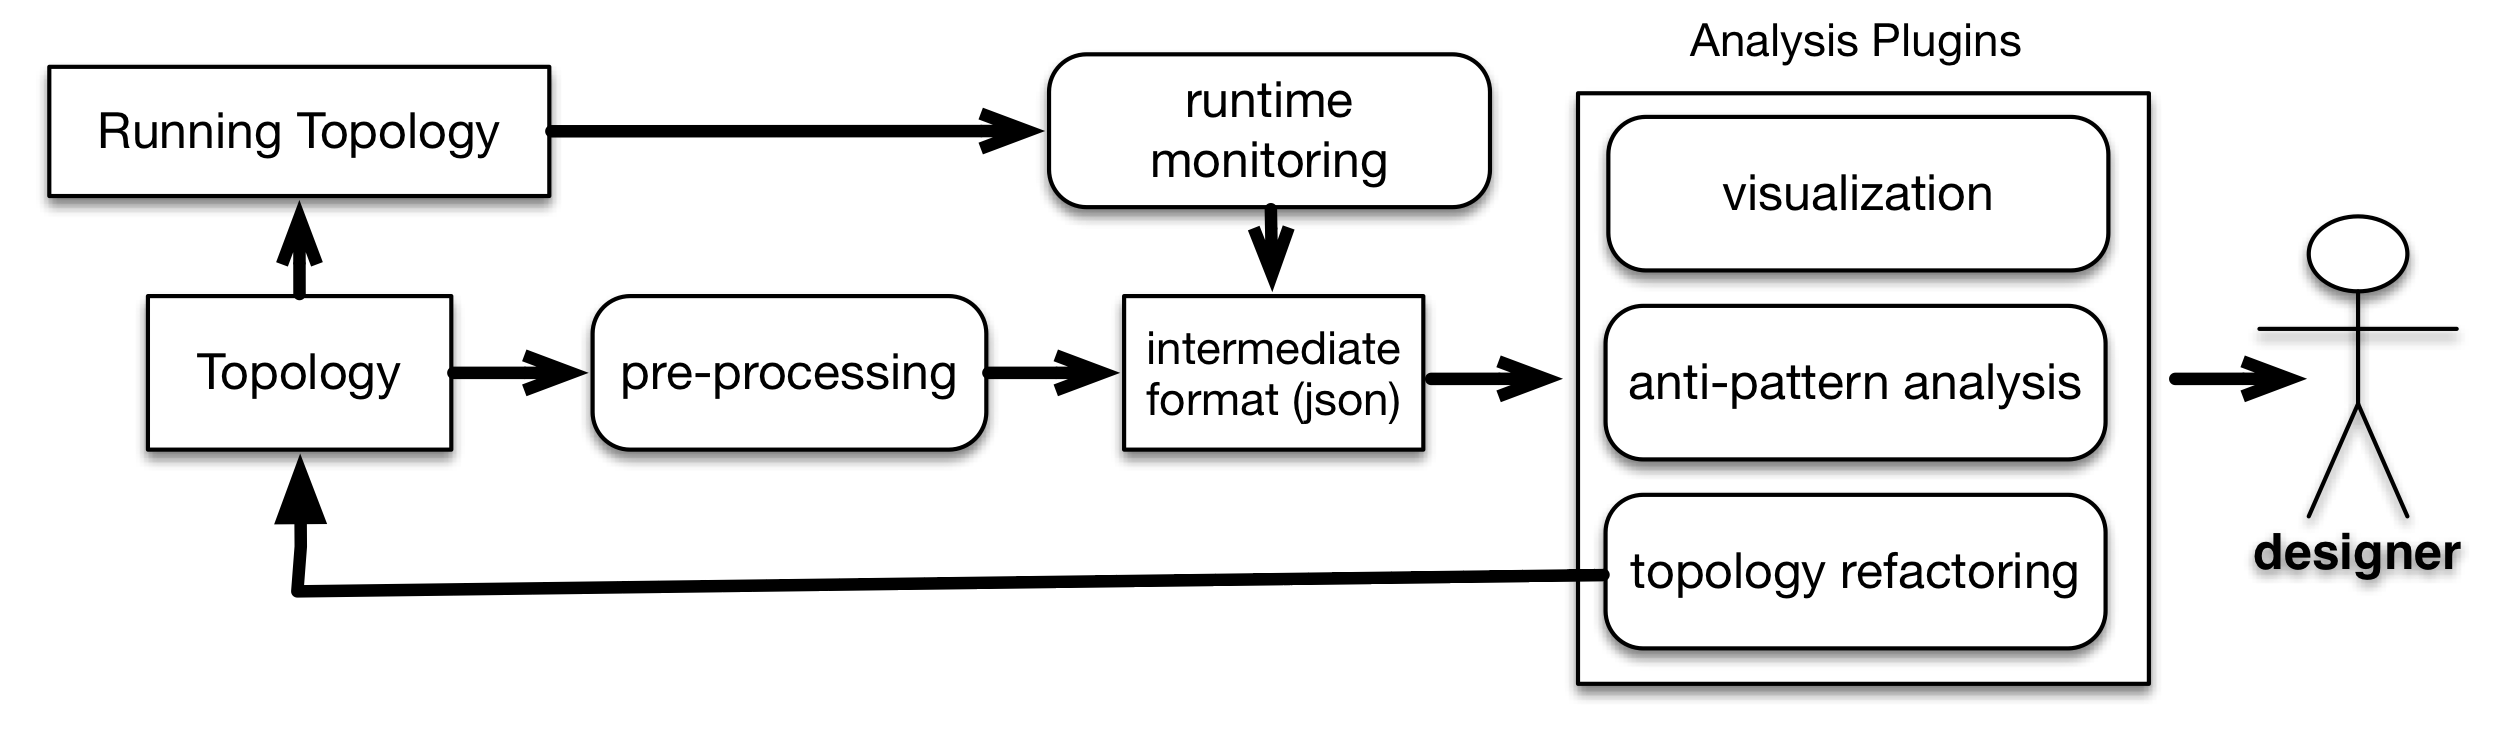 Analysis Plugins
Running Topology
runtime
monitoring
visualization
Topology
pre-processing
intermediate
format (json)
anti-pattern analysis
topology refactoring
designer